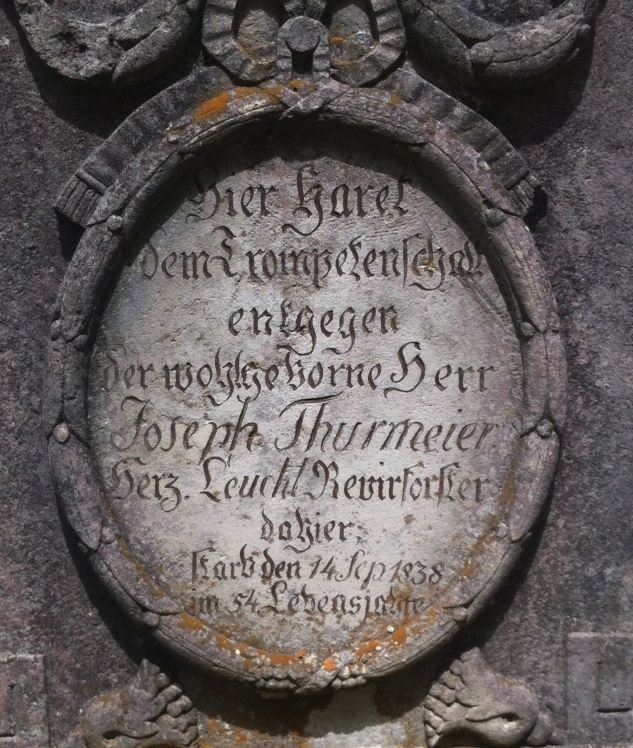 Hier haret
dem Trompetenschall
entgegen
der wohlgeborne Herr
Joseph Thurmeier
Herz. Leucht. Revirforster
dahier,
starb den 14 Sep 1838
im 54. Lebensjahre